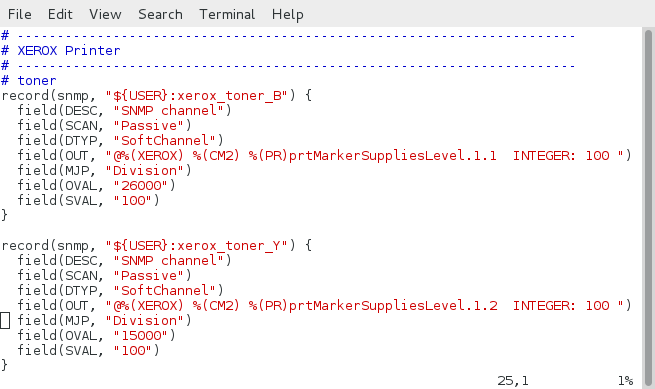 File Edit View Search Terminal Help
# ---------------------------------------------------------------------
# XEROX Printer
# ---------------------------------------------------------------------
# toner
record(snmp, "${USER}:xerox_toner_B") {
  field(DESC, "SNMP channel")
  field(SCAN, "Passive")
  field(DTYP, "SoftChannel")
  field(OUT, "@%(XEROX) %(CM2) %(PR)prtMarkerSuppliesLevel.1.1  INTEGER: 100 ")
  field(MJP, "Division")
  field(OVAL, "26000")
  field(SVAL, "100")
}

record(snmp, "${USER}:xerox_toner_Y") {
  field(DESC, "SNMP channel")
  field(SCAN, "Passive")
  field(DTYP, "SoftChannel")
  field(OUT, "@%(XEROX) %(CM2) %(PR)prtMarkerSuppliesLevel.1.2  INTEGER: 100 ")
  field(MJP, "Division")
  field(OVAL, "15000")
  field(SVAL, "100")
}
25,1 1%